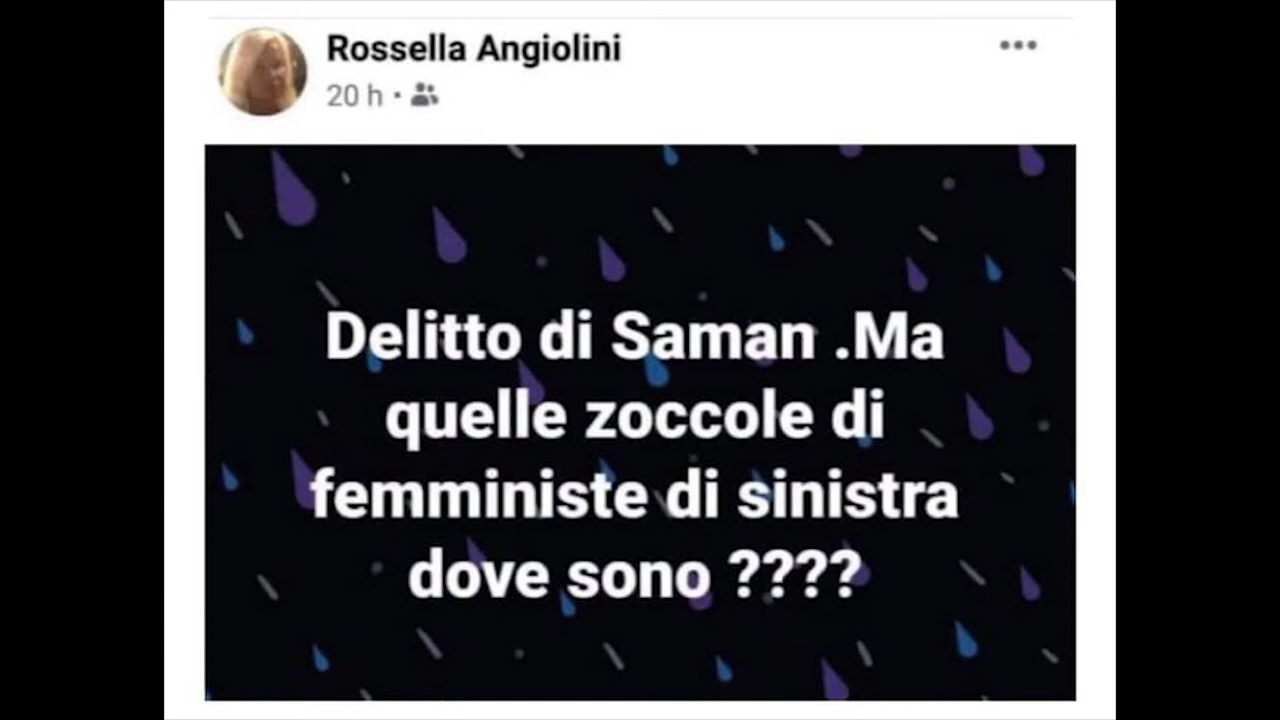 Rossella Angiolini
20 h •
Delitto di Saman .Ma
quelle zoccole di
femministe di sinistra
dove sono ????